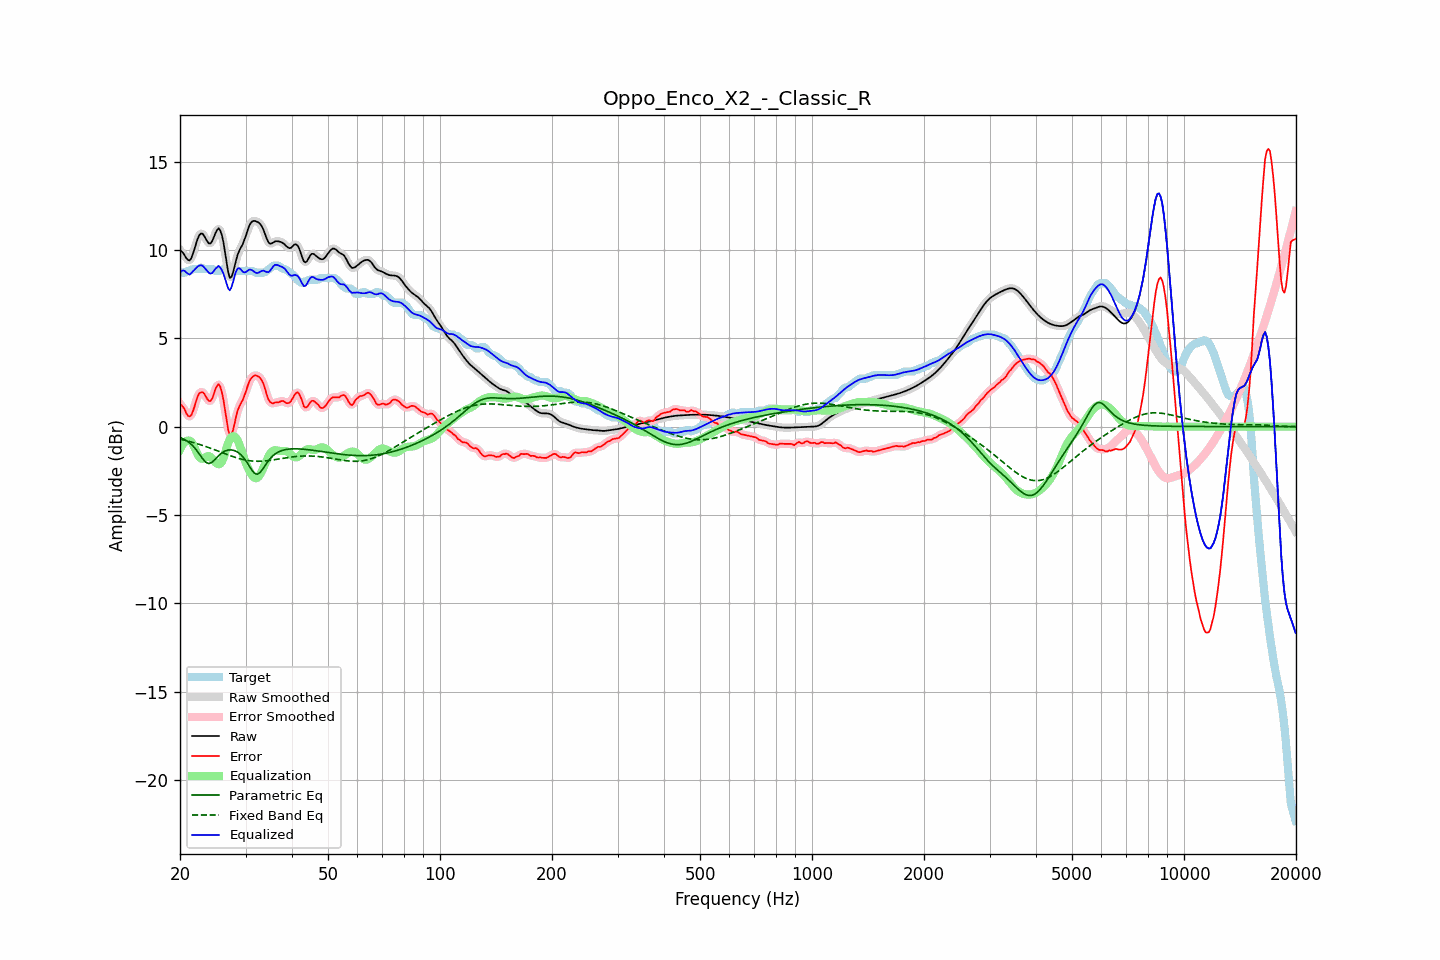 Oppo_Enco_X2_-_Classic_R
Amplitude (dBr)
15
10
5
0
−5
−10
−15
−20
Target
Raw Smoothed
Error Smoothed
Raw
Error
Equalization
Parametric Eq
Fixed Band Eq
Equalized
20 50 100 200 500 1000 2000 5000 10000 20000
Frequency (Hz)